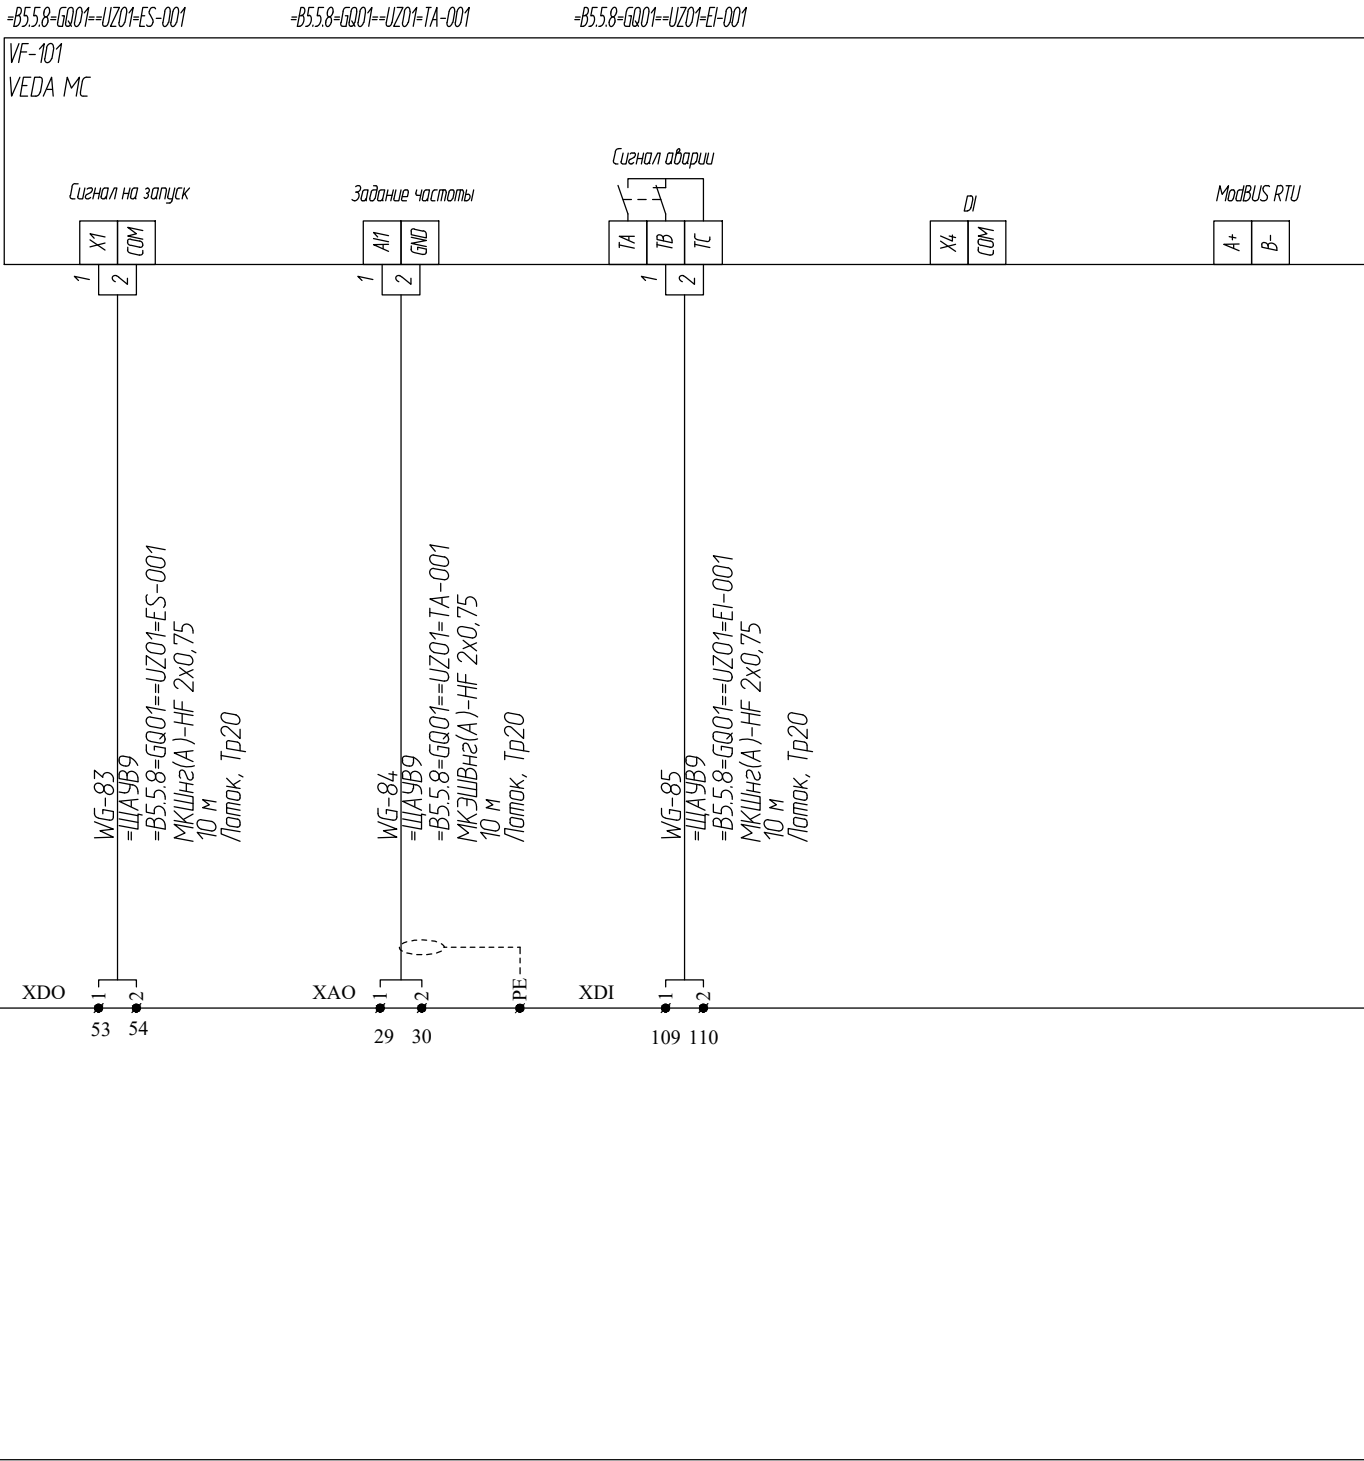 =B5.5.8=GQ01==UZ01=ES-001
=B5.5.8=GQ01==UZ01=TA-001
=B5.5.8=GQ01==UZ01=EI-001
VF-101
VEDA MC
Сигнал на запуск
Задание частоты
Сигнал аварии
DI
ModBUS RTU
X1
COM
AI1
GND
TA
TB
TC
X4
COM
A+
B-
1
2
1
2
1
2
WG-83
=ЩАУВ9
=B5.5.8=GQ01==UZ01=ES-001
МКШнг(А)-HF 2x0,75
10 м
Лоток, Тр20
WG-84
=ЩАУВ9
=B5.5.8=GQ01==UZ01=TA-001
МКЭШВнг(А)-HF 2x0,75
10 м
Лоток, Тр20
WG-85
=ЩАУВ9
=B5.5.8=GQ01==UZ01=EI-001
МКШнг(А)-HF 2x0,75
10 м
Лоток, Тр20
XDO
1
2
XAO
1
2
PE
XDI
1
2
53
54
29
30
109
110